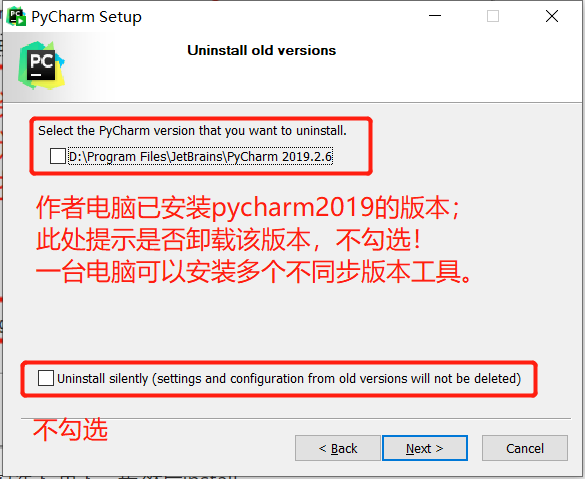 PyCharm Setup
PC
Uninstall old versions
Select the PyCharm version that you want to uninstall.
D:\Program Files\JetBrains\PyCharm 2019.2.6
作者电脑已安装pycharm2019的版本；
此处提示是否卸载该版本，不勾选！
一台电脑可以安装多个不同步版本工具。
Uninstall silently (settings and configuration from old versions will not be deleted)
不勾选
< Back
Next >
Cancel